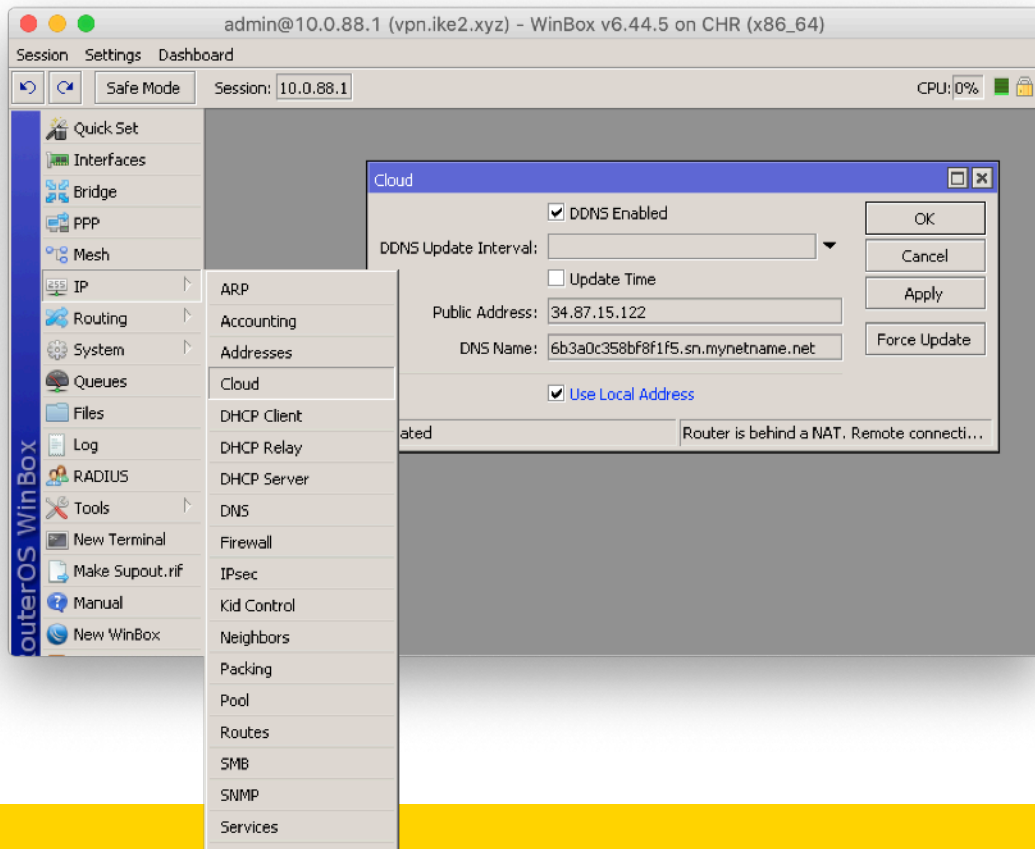 admin@10.0.88.1 (vpn.ike2.xyz) - WinBox v6.44.5 on CHR (x86_64)
Session Settings Dashboard
Safe Mode Session: 10.0.88.1 CPU: 0%
Quick Set
Interfaces
Bridge
PPP
Mesh
255 IP
Routing
System
Queues
Files
Log
RADIUS
Tools
New Terminal
Make Supout.rif
Manual
New WinBox
outerOS WinBox
ARP
Accounting
Addresses
Cloud
DHCP Client
DHCP Relay
DHCP Server
DNS
Firewall
IPsec
Kid Control
Neighbors
Packing
Pool
Routes
SMB
SNMP
Services
Cloud
DDNS Enabled
DDNS Update Interval:
Update Time
Public Address: 34.87.15.122
DNS Name: 6b3a0c358bf8f1f5.sn.mynetname.net
Use Local Address
ated Router is behind a NAT. Remote connecti...
OK
Cancel
Apply
Force Update